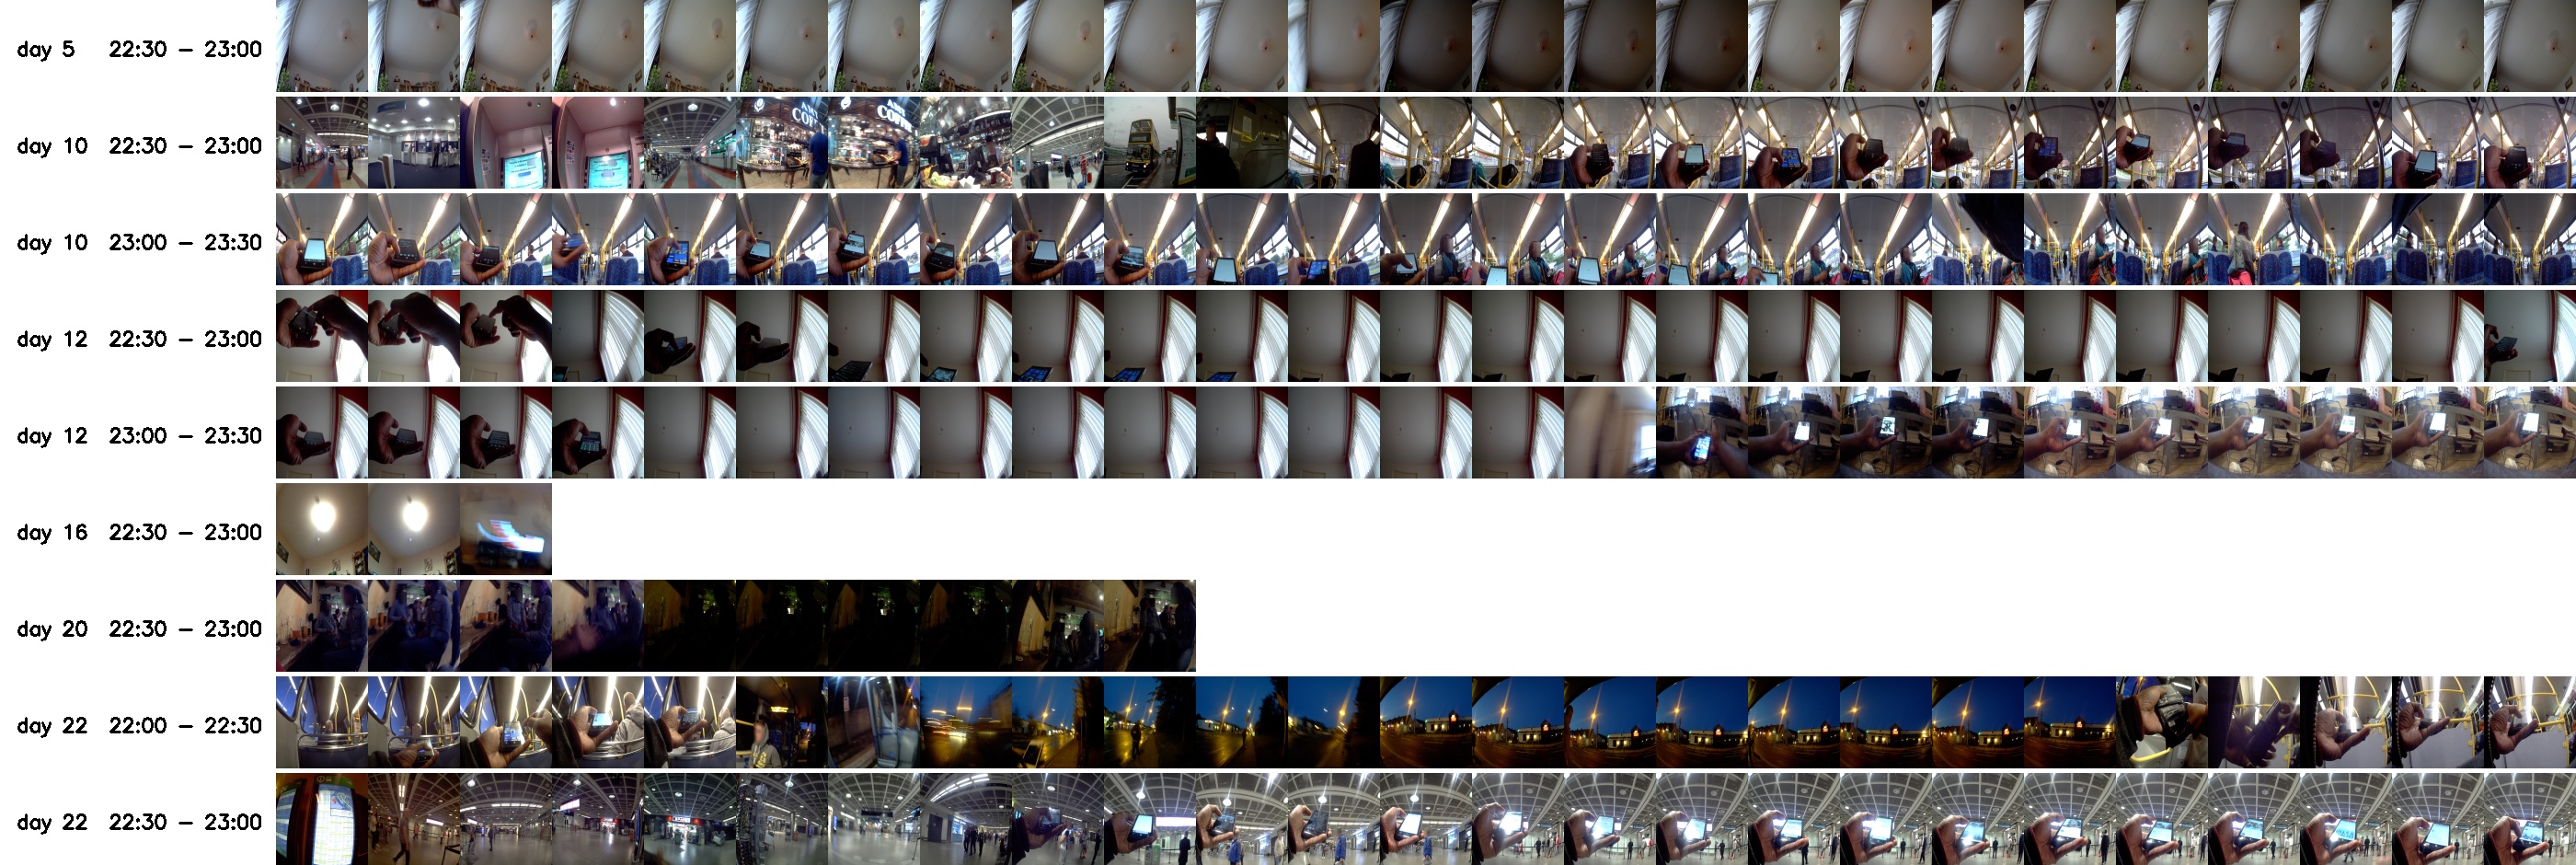 day 5 22:30 - 23:00
day 10 22:30 - 23:00
day 10 23:00 - 23:30
day 12 22:30 - 23:00
day 12 23:00 - 23:30
day 16 22:30 - 23:00
day 20 22:30 - 23:00
day 22 22:00 - 22:30
day 22 22:30 - 23:00